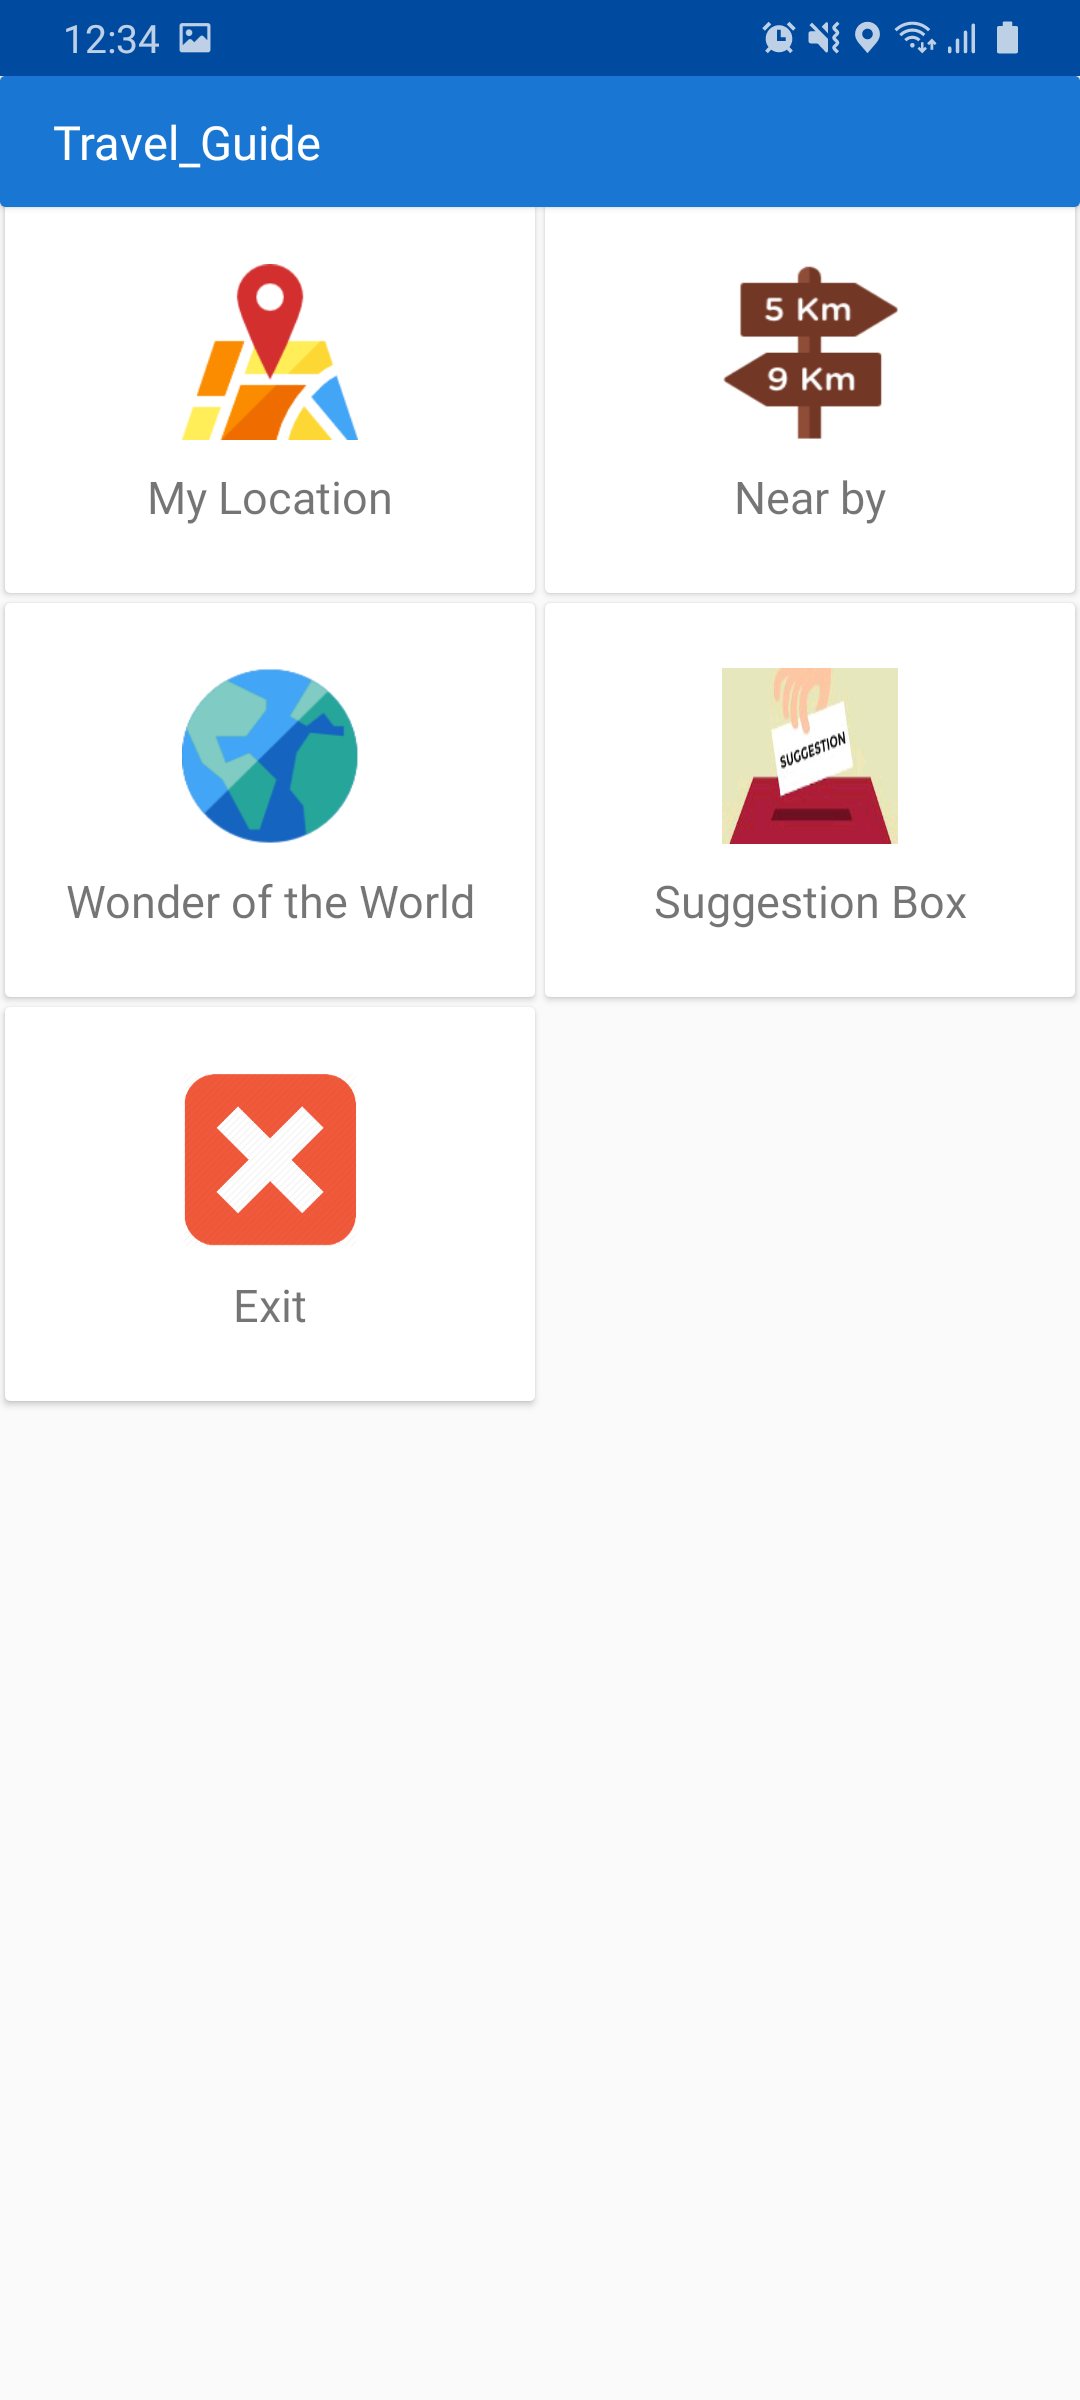 12:34
Travel_Guide
5 Km
9 Km
My Location
Near by
SUGGESTION
Wonder of the World
Suggestion Box
Exit